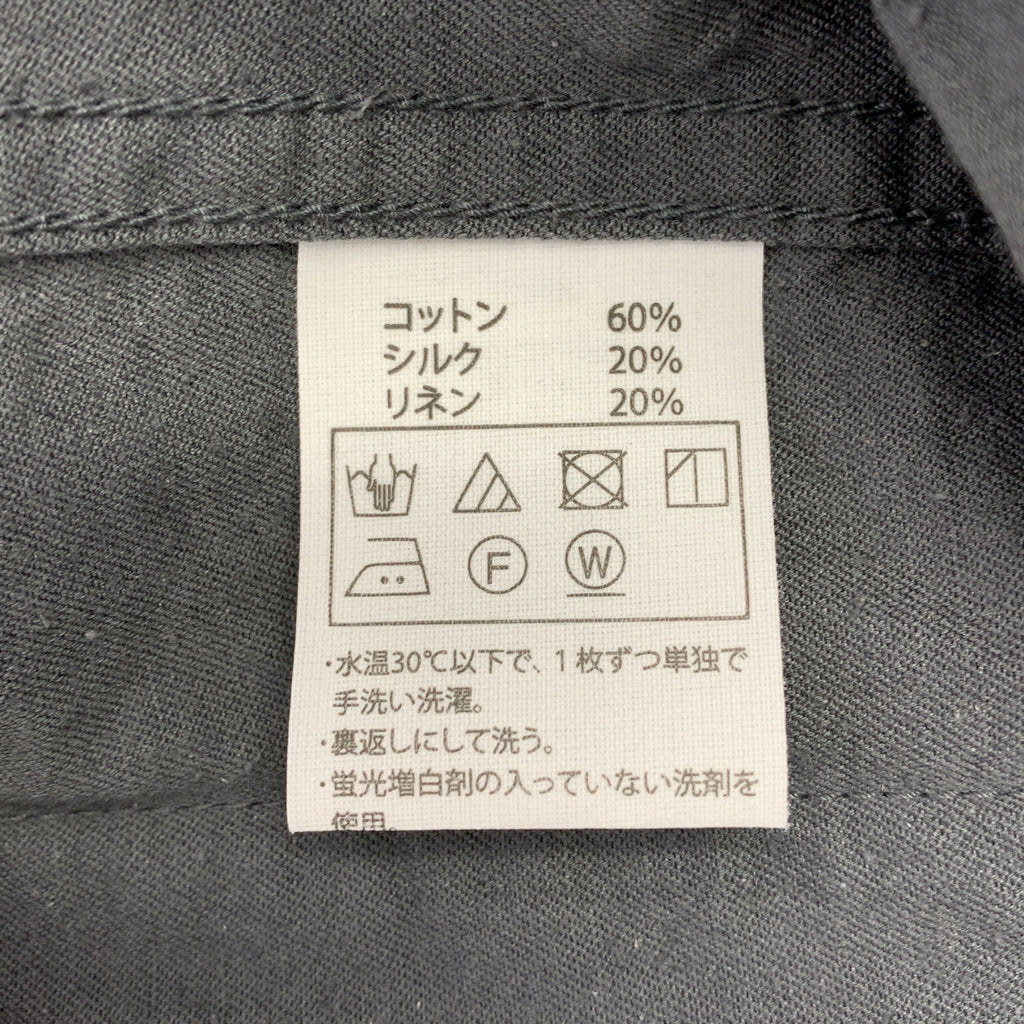 コットン 60%
シルク 20%
リネン 20%
F W
・水温30℃以下で、1枚ずつ単独で
手洗い洗濯。
・裏返しにして洗う。
・蛍光増白剤の入っていない洗剤を
使用。